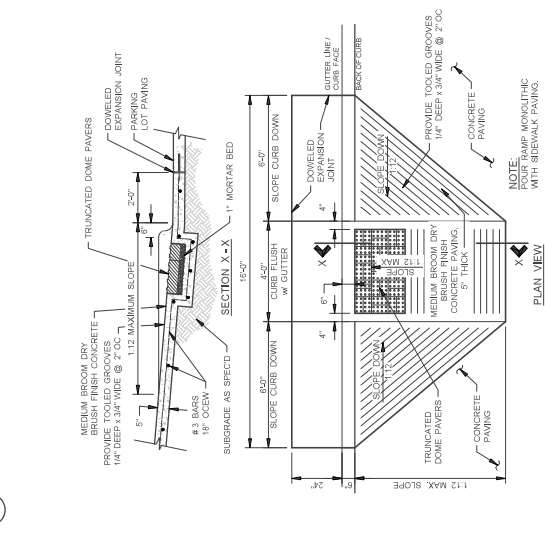 MEDIUM BROOM DRY
BRUSH FINISH CONCRETE
PROVIDE TOOLED GROOVES
1/4" DEEP x 3/4" WIDE @ 2" OC
1:12 MAXIMUM SLOPE
TRUNCATED DOME PAVERS
DOWELED
EXPANSION JOINT
PARKING
LOT PAVING
2'-0"
6"
5"
# 3 BARS
18" OCEW
SUBGRADE AS SPEC'D
1" MORTAR BED
SECTION X - X
16'-0"
6'-0"
SLOPE CURB DOWN
4'-0"
CURB FLUSH
w/ GUTTER
6'-0"
SLOPE CURB DOWN
GUTTER LINE /
CURB FACE
BACK OF CURB
DOWELED
EXPANSION
JOINT
24"
6"
1:12 MAX. SLOPE
4"
6"
4"
X
X
SLOPE DOWN
1:12
SLOPE
1:12 MAX
SLOPE DOWN
1:12
MEDIUM BROOM DRY
BRUSH FINISH
CONCRETE PAVING,
5" THICK
TRUNCATED
DOME PAVERS
PROVIDE TOOLED GROOVES
1/4" DEEP x 3/4" WIDE @ 2" OC
CONCRETE
PAVING
CONCRETE
PAVING
NOTE:
POUR RAMP MONOLITHIC
WITH SIDEWALK PAVING.
PLAN VIEW